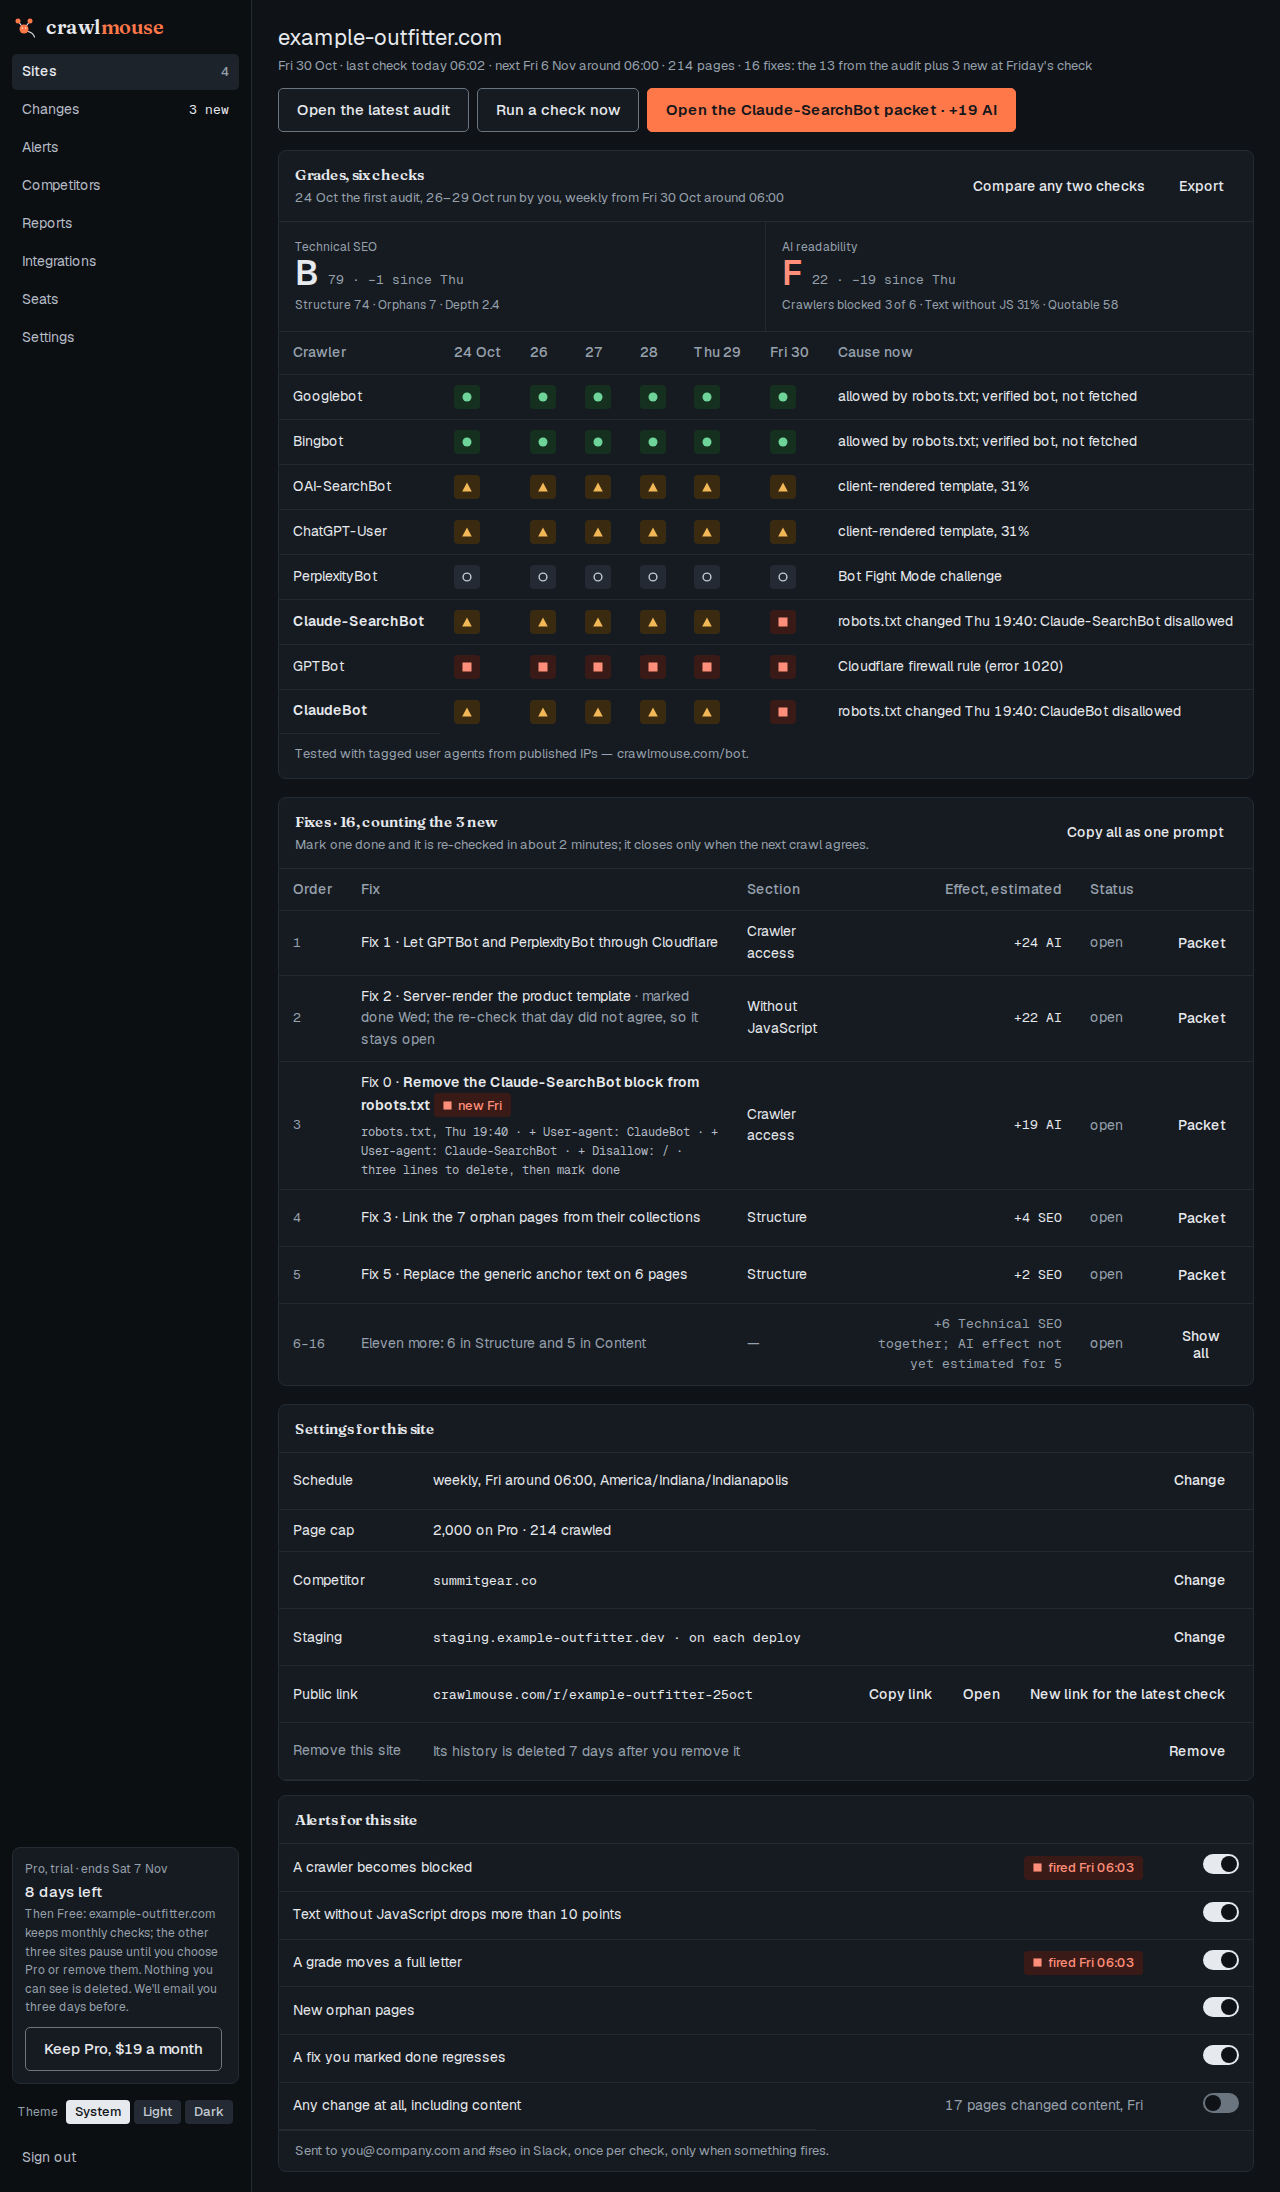 crawlmouse
Sites 4
Changes 3 new
Alerts
Competitors
Reports
Integrations
Seats
Settings
Pro, trial · ends Sat 7 Nov
8 days left
Then Free: example-outfitter.com
keeps monthly checks; the other
three sites pause until you choose
Pro or remove them. Nothing you
can see is deleted. We'll email you
three days before.
Keep Pro, $19 a month
Theme System Light Dark
Sign out
example-outfitter.com
Fri 30 Oct · last check today 06:02 · next Fri 6 Nov around 06:00 · 214 pages · 16 fixes: the 13 from the audit plus 3 new at Friday's check
Open the latest audit
Run a check now
Open the Claude-SearchBot packet · +19 AI
Grades, six checks
24 Oct the first audit, 26–29 Oct run by you, weekly from Fri 30 Oct around 06:00
Compare any two checks
Export
Technical SEO
B 79 · −1 since Thu
Structure 74 · Orphans 7 · Depth 2.4
AI readability
F 22 · −19 since Thu
Crawlers blocked 3 of 6 · Text without JS 31% · Quotable 58
Crawler 24 Oct 26 27 28 Thu 29 Fri 30 Cause now
Googlebot allowed by robots.txt; verified bot, not fetched
Bingbot allowed by robots.txt; verified bot, not fetched
OAI-SearchBot client-rendered template, 31%
ChatGPT-User client-rendered template, 31%
PerplexityBot Bot Fight Mode challenge
Claude-SearchBot robots.txt changed Thu 19:40: Claude-SearchBot disallowed
GPTBot Cloudflare firewall rule (error 1020)
ClaudeBot robots.txt changed Thu 19:40: ClaudeBot disallowed
Tested with tagged user agents from published IPs — crawlmouse.com/bot.
Fixes · 16, counting the 3 new
Mark one done and it is re-checked in about 2 minutes; it closes only when the next crawl agrees.
Copy all as one prompt
Order Fix Section Effect, estimated Status
1 Fix 1 · Let GPTBot and PerplexityBot through Cloudflare Crawler
access +24 AI open Packet
2 Fix 2 · Server-render the product template · marked
done Wed; the re-check that day did not agree, so it
stays open
Without
JavaScript +22 AI open Packet
3 Fix 0 · Remove the Claude-SearchBot block from
robots.txt new Fri
robots.txt, Thu 19:40 · + User-agent: ClaudeBot · +
User-agent: Claude-SearchBot · + Disallow: / ·
three lines to delete, then mark done
Crawler
access +19 AI open Packet
4 Fix 3 · Link the 7 orphan pages from their collections Structure +4 SEO open Packet
5 Fix 5 · Replace the generic anchor text on 6 pages Structure +2 SEO open Packet
6–16 Eleven more: 6 in Structure and 5 in Content —
+6 Technical SEO
together; AI effect not
yet estimated for 5
open Show
all
Settings for this site
Schedule weekly, Fri around 06:00, America/Indiana/Indianapolis Change
Page cap 2,000 on Pro · 214 crawled
Competitor summitgear.co Change
Staging staging.example-outfitter.dev · on each deploy Change
Public link crawlmouse.com/r/example-outfitter-25oct Copy link Open New link for the latest check
Remove this site Its history is deleted 7 days after you remove it Remove
Alerts for this site
A crawler becomes blocked fired Fri 06:03
Text without JavaScript drops more than 10 points
A grade moves a full letter fired Fri 06:03
New orphan pages
A fix you marked done regresses
Any change at all, including content 17 pages changed content, Fri
Sent to you@company.com and #seo in Slack, once per check, only when something fires.